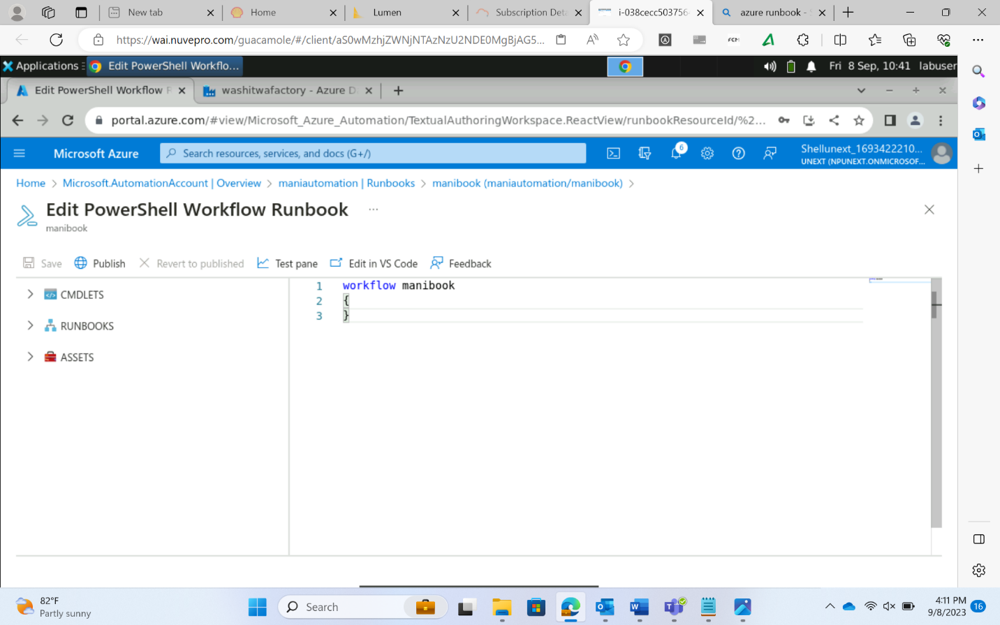 New tab
Home
Lumen
Subscription Deta
i-038cecc503756
azure runbook -
https://wai.nuvepro.com/guacamole/#/client/aS0wMzhjZWNjNTAzNzU2NDE0MgBjAG5...
FCM
Applications
Edit PowerShell Workflo...
Fri 8 Sep, 10:41 labuser
Edit PowerShell Workflow
washitwafactory - Azure D
portal.azure.com/#view/Microsoft_Azure_Automation/TextualAuthoringWorkspace.ReactView/runbookResourceId/%2...
Microsoft Azure
Search resources, services, and docs (G+/)
6
Shellunext_1693422210...
UNEXT (NPUNEXT.ONMICROSOF...
Home > Microsoft.AutomationAccount | Overview > maniautomation | Runbooks > manibook (maniautomation/manibook) >
Edit PowerShell Workflow Runbook ...
manibook
Save Publish Revert to published Test pane Edit in VS Code Feedback
CMDLETS
RUNBOOKS
ASSETS
1 workflow manibook
2 {
3 }
82°F
Partly sunny
Search
4:11 PM
9/8/2023
16